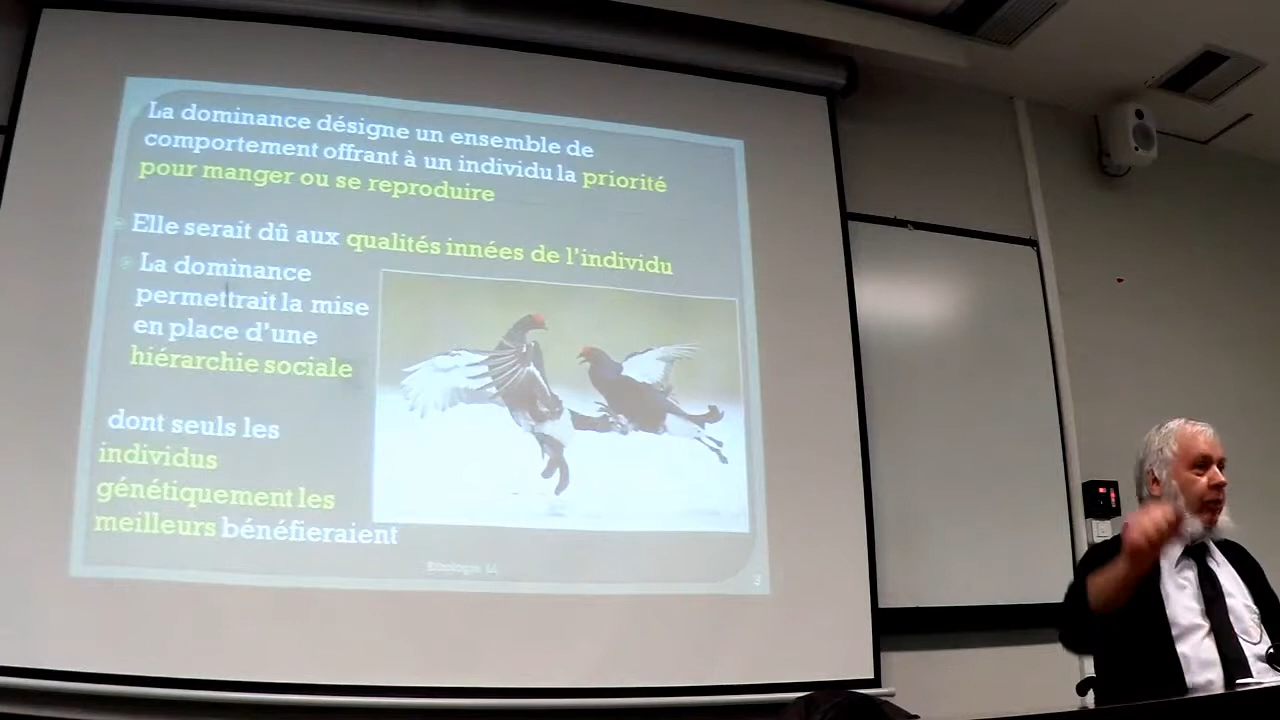 La dominance désigne un ensemble de
comportement offrant à un individu la priorité
pour manger ou se reproduire
Elle serait dû aux qualités innées de l'individu
La dominance
permettrait la mise
en place d'une
hiérarchie sociale
dont seuls les
individus
génétiquement les
meilleurs bénéfieraient
3